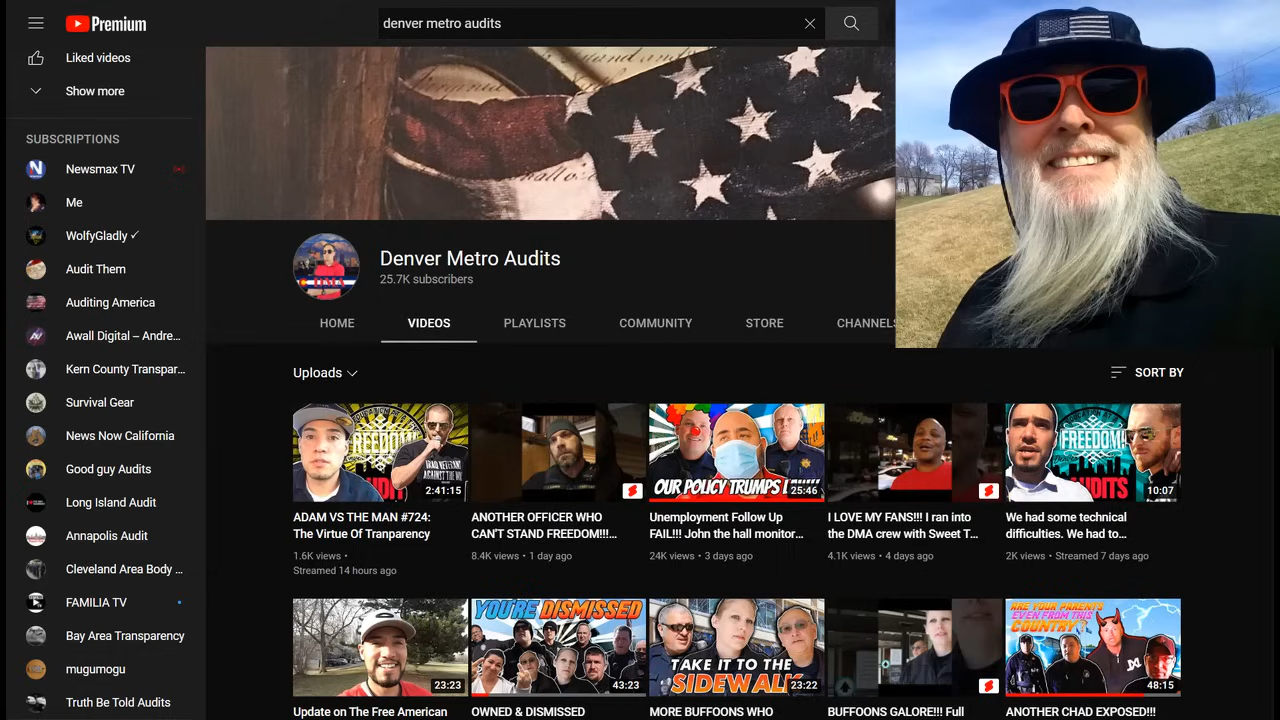 Premium
denver metro audits
Liked videos
Show more
SUBSCRIPTIONS
Newsmax TV
Me
WolfyGladly
Audit Them
Auditing America
Awall Digital – Andre...
Kern County Transpar...
Survival Gear
News Now California
Good guy Audits
Long Island Audit
Annapolis Audit
Cleveland Area Body ...
FAMILIA TV
Bay Area Transparency
mugumogu
Truth Be Told Audits
Denver Metro Audits
25.7K subscribers
HOME VIDEOS PLAYLISTS COMMUNITY STORE CHANNELS
Uploads
SORT BY
FREEDOM!
2:41:15
OUR POLICY TRUMPS
25:46
FREEDOM!
AUDITS
10:07
ADAM VS THE MAN #724:
The Virtue Of Tranparency
1.6K views •
Streamed 14 hours ago
ANOTHER OFFICER WHO
CAN'T STAND FREEDOM!!!...
8.4K views • 1 day ago
Unemployment Follow Up
FAIL!!! John the hall monitor...
24K views • 3 days ago
I LOVE MY FANS!!! I ran into
the DMA crew with Sweet T...
4.1K views • 4 days ago
We had some technical
difficulties. We had to...
2K views • Streamed 7 days ago
23:23
YOU'RE DISMISSED
43:23
TAKE IT TO THE
SIDEWALK
23:22
ARE YOUR PARENTS
EVEN FROM THIS
COUNTRY?
48:15
Update on The Free American
OWNED & DISMISSED
MORE BUFFOONS WHO
BUFFOONS GALORE!!! Full
ANOTHER CHAD EXPOSED!!!